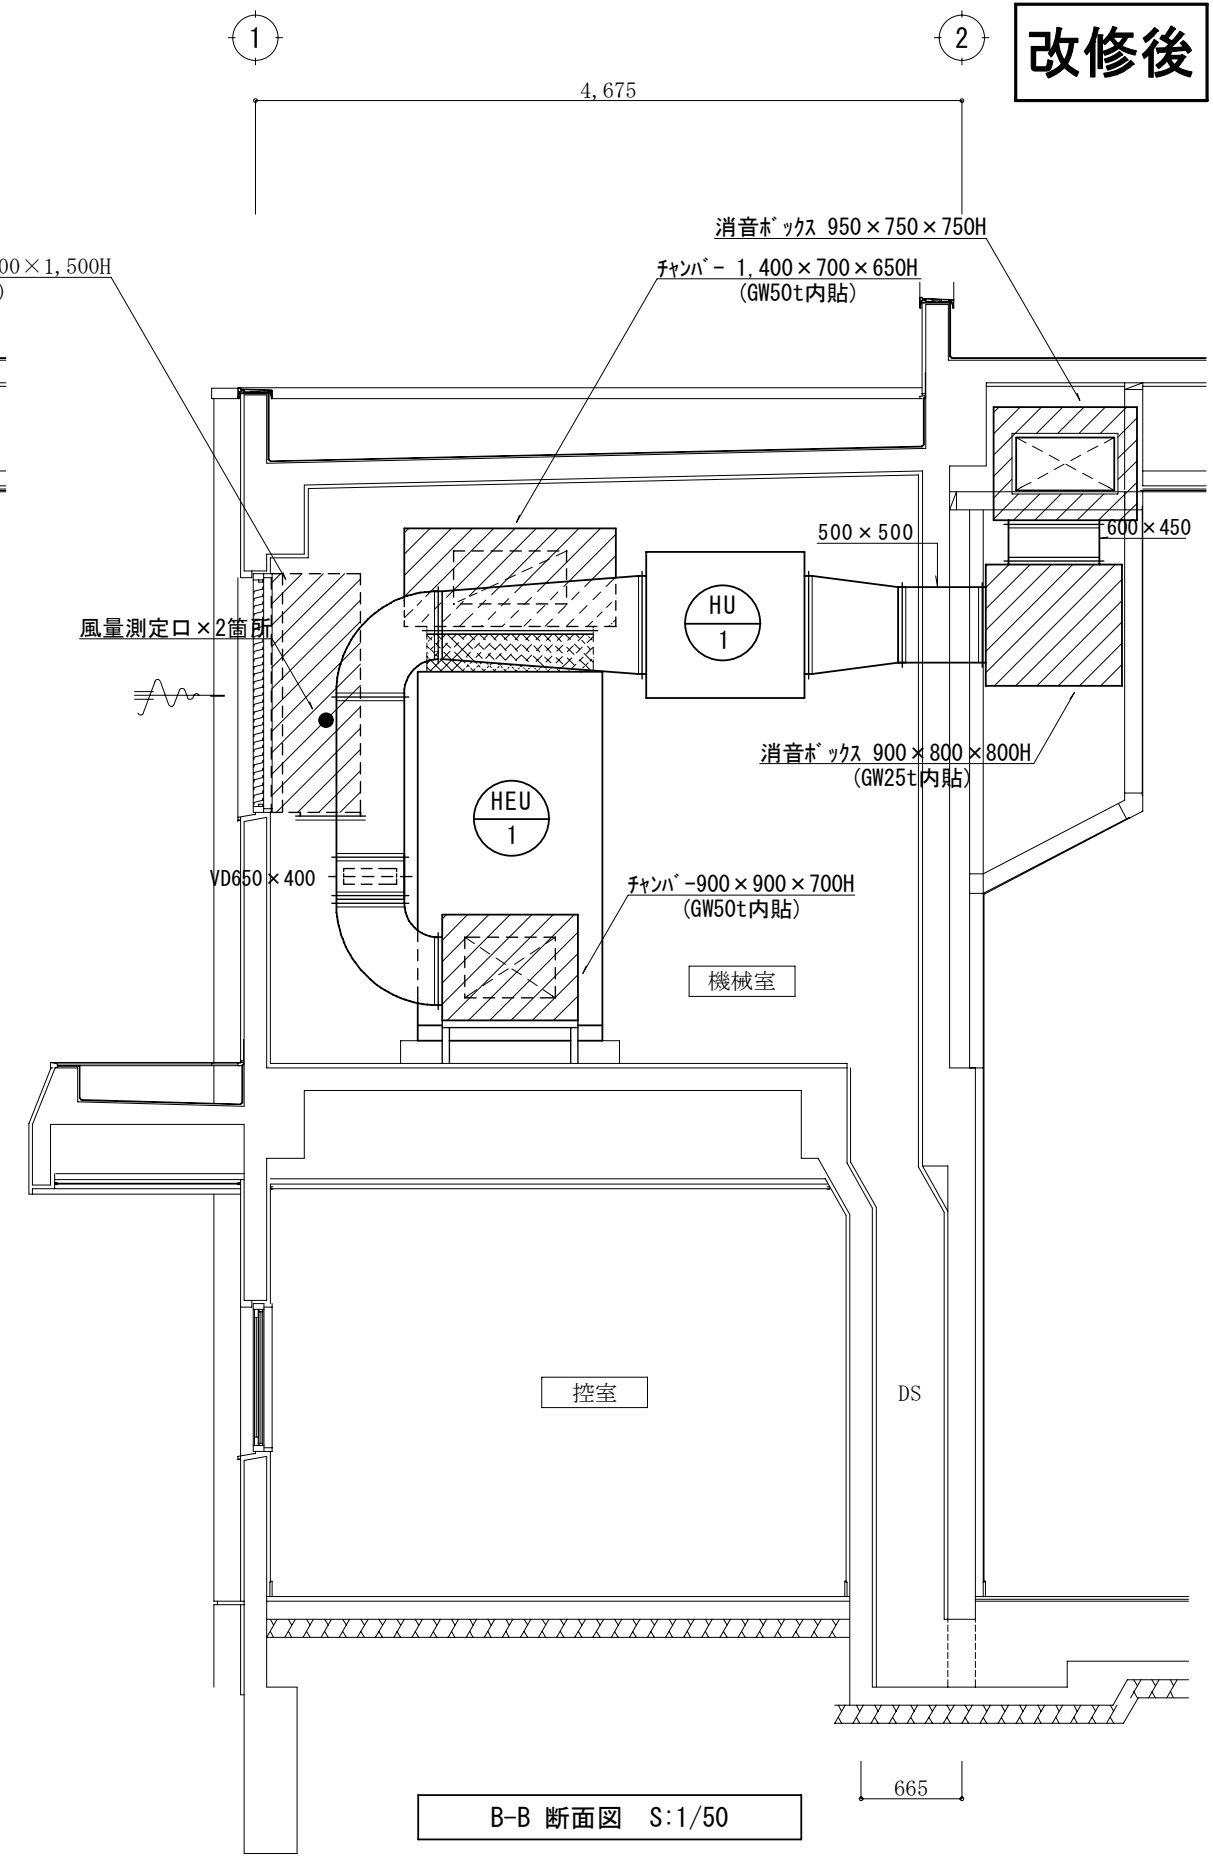 1
2
改修後
4,675
消音ボックス 950×750×750H
00×1,500H
)
チャンバー 1,400×700×650H
(GW50t内貼)
500×500
600×450
HU
1
風量測定口×2箇所
消音ボックス 900×800×800H
(GW25t内貼)
HEU
1
VD650×400
チャンバー900×900×700H
(GW50t内貼)
機械室
控室
DS
665
B-B 断面図 S:1/50